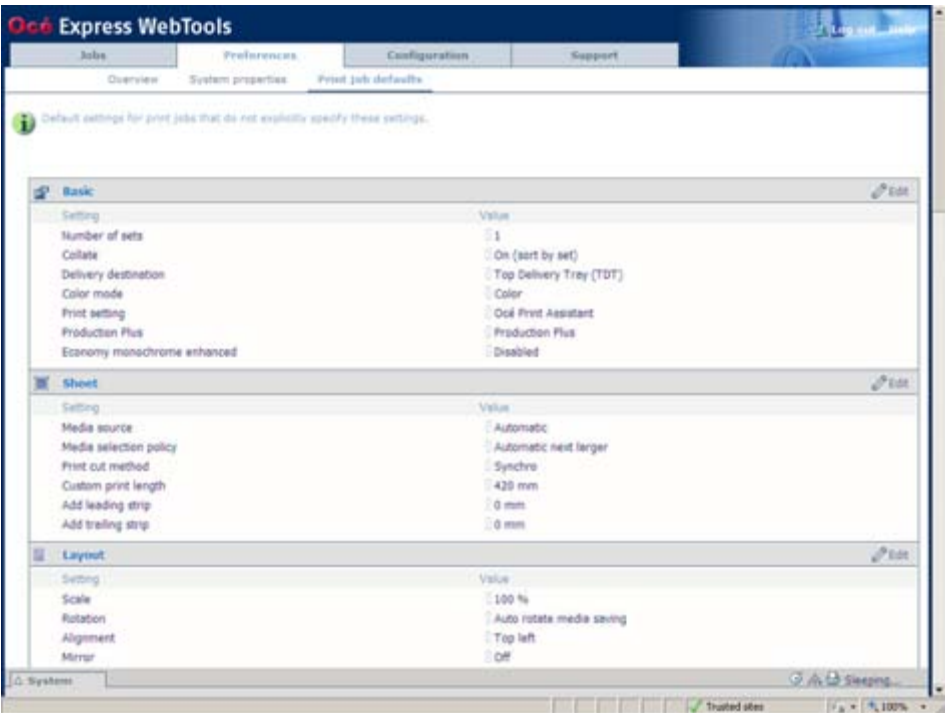 Océ Express WebTools
Log out Help
Jobs Preferences Configuration Support
Overview System properties Print job defaults
Default settings for print jobs that do not explicitly specify these settings.
Basic Edit
Setting Value
Number of sets 1
Collate On (sort by set)
Delivery destination Top Delivery Tray (TDT)
Color mode Color
Print setting Océ Print Assistant
Production Plus Production Plus
Economy monochrome enhanced Disabled
Sheet Edit
Setting Value
Media source Automatic
Media selection policy Automatic next larger
Print cut method Synchro
Custom print length 420 mm
Add leading strip 0 mm
Add trailing strip 0 mm
Layout Edit
Setting Value
Scale 100 %
Rotation Auto rotate media saving
Alignment Top left
Mirror Off
System Sleeping...
Trusted sites 100%